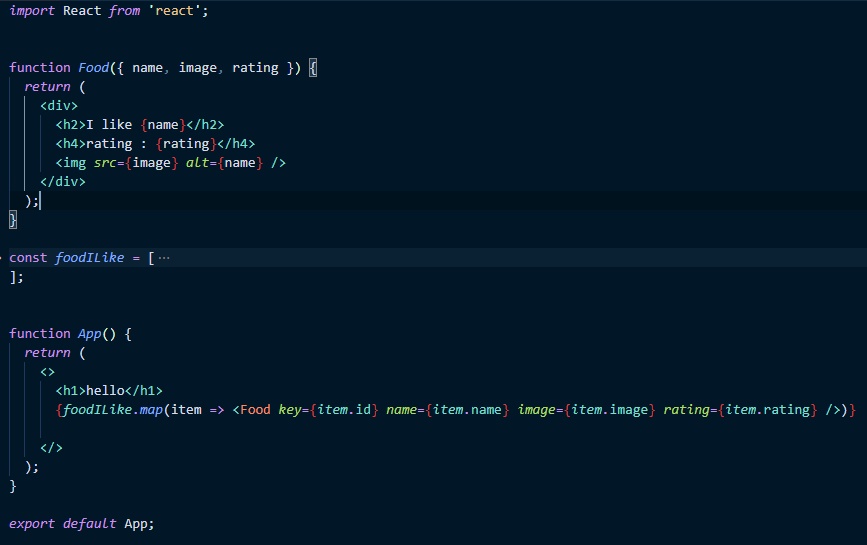 import React from 'react';
function Food({ name, image, rating }) {
return (
<div>
<h2>I like {name}</h2>
<h4>rating : {rating}</h4>
<img src={image} alt={name} />
</div>
);
}
const foodILike = [ ···
];
function App() {
return (
<>
<h1>hello</h1>
{foodILike.map(item => <Food key={item.id} name={item.name} image={item.image} rating={item.rating} />)}
</>
);
}
export default App;